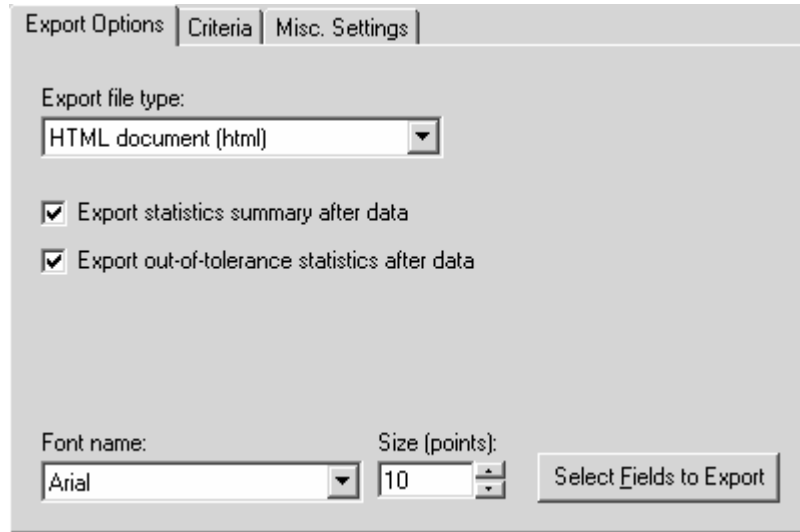 Export Options Criteria Misc. Settings
Export file type:
HTML document (html)
Export statistics summary after data
Export out-of-tolerance statistics after data
Font name: Size (points):
Arial 10 Select Fields to Export